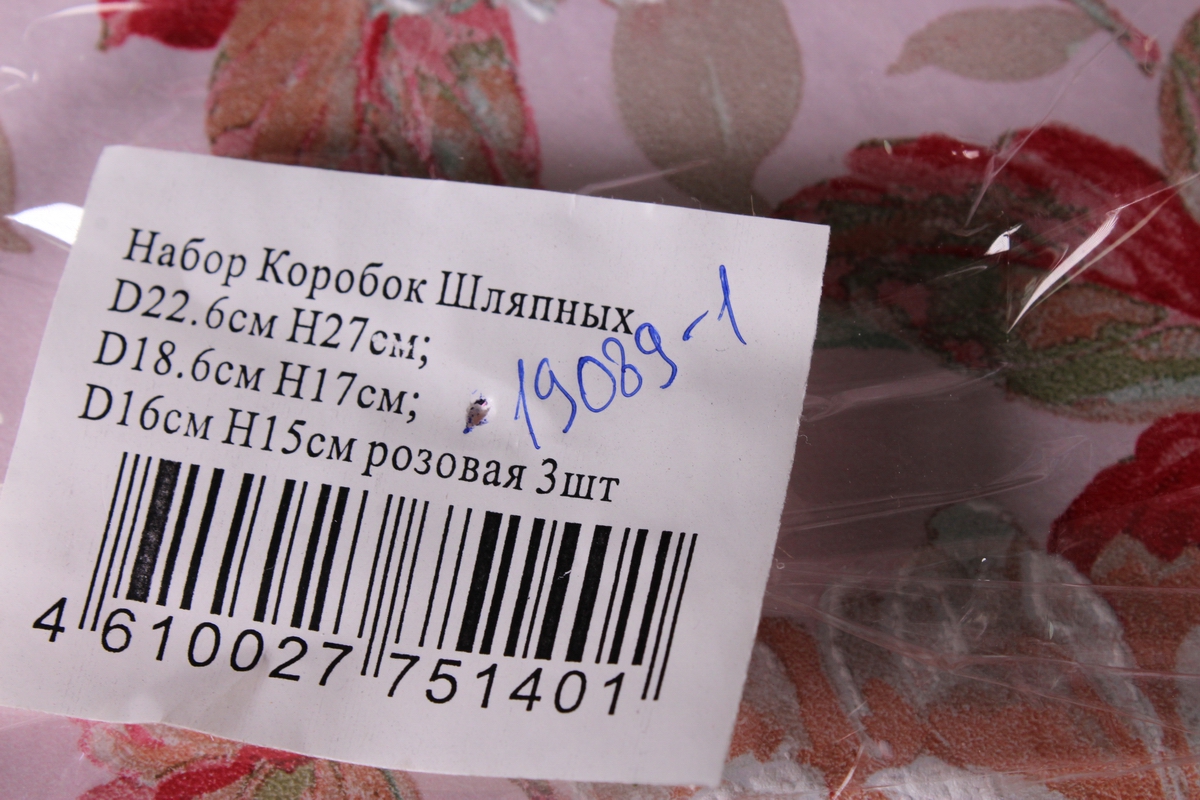 Набор Коробок Шляпных
D22.6см H27см;
D18.6см H17см;
19089-1
D16см H15см розовая 3шт
4 610027 751401